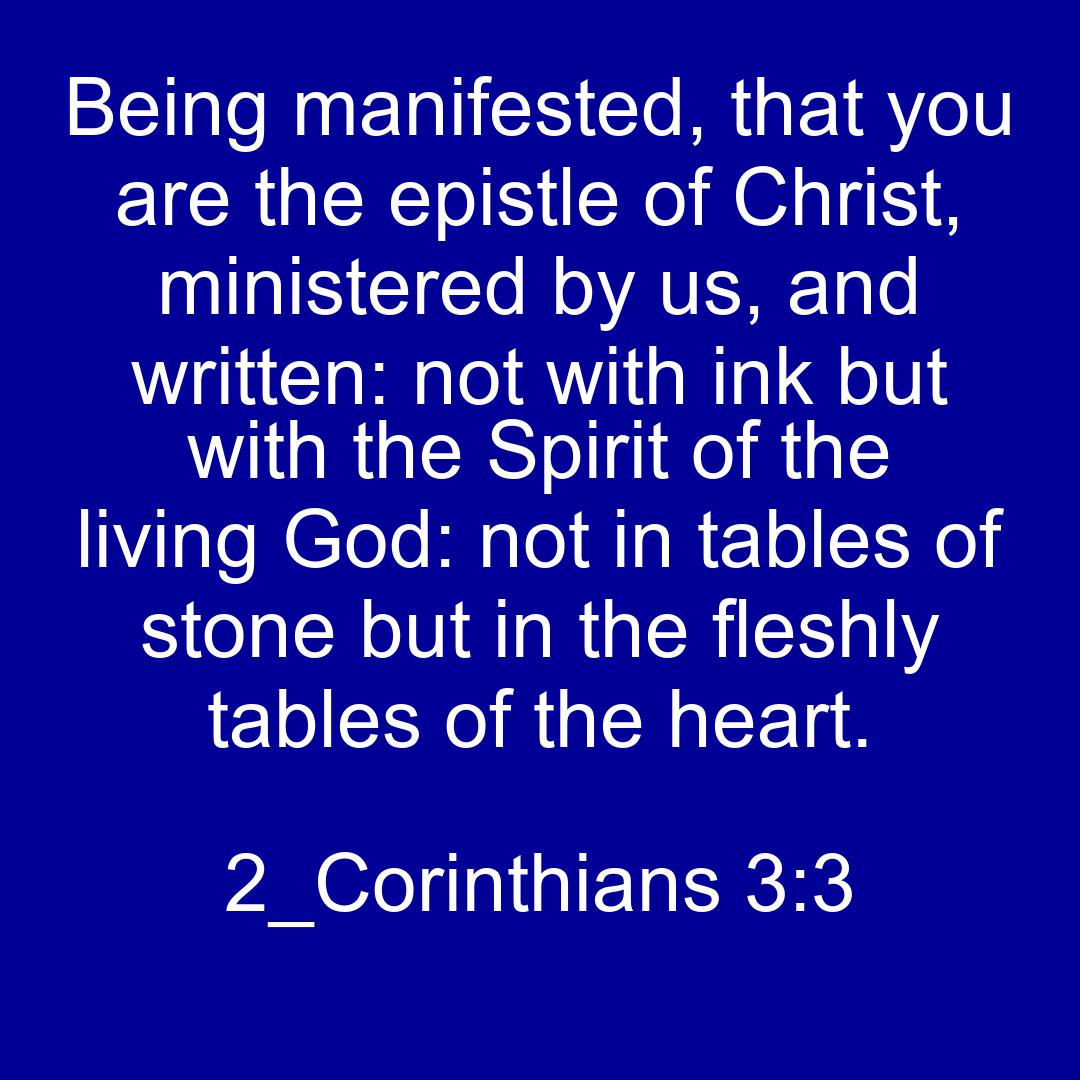 Being manifested, that you
are the epistle of Christ,
ministered by us, and
written: not with ink but
with the Spirit of the
living God: not in tables of
stone but in the fleshly
tables of the heart.
2_Corinthians 3:3